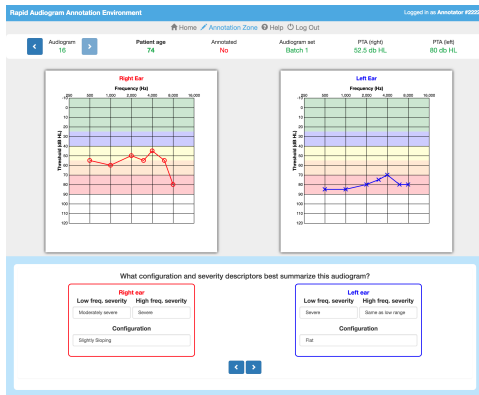 Rapid Audiogram Annotation Environment
Logged in as Annotator #2222
Home Annotation Zone Help Log Out
Audiogram Patient age Annotated Audiogram set PTA (right) PTA (left)
16 74 No Batch 1 52.5 db HL 80 db HL
Right Ear
Frequency (Hz)
250 500 1,000 2,000 4,000 8,000 16,000
Threshold (dB HL)
-10
0
10
20
30
40
50
60
70
80
90
100
110
120
Left Ear
Frequency (Hz)
250 500 1,000 2,000 4,000 8,000 16,000
Threshold (dB HL)
-10
0
10
20
30
40
50
60
70
80
90
100
110
120
What configuration and severity descriptors best summarize this audiogram?
Right ear
Low freq. severity High freq. severity
Moderately severe Severe
Configuration
Slightly Sloping
Left ear
Low freq. severity High freq. severity
Severe Same as low range
Configuration
Flat